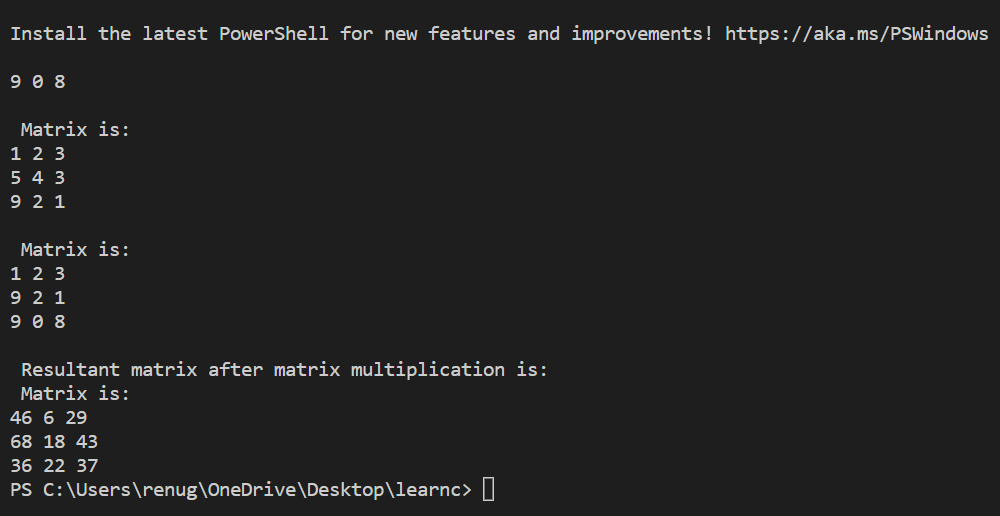 Install the latest PowerShell for new features and improvements! https://aka.ms/PSWindows
9 0 8
Matrix is:
1 2 3
5 4 3
9 2 1
Matrix is:
1 2 3
9 2 1
9 0 8
Resultant matrix after matrix multiplication is:
Matrix is:
46 6 29
68 18 43
36 22 37
PS C:\Users\renug\OneDrive\Desktop\learnc>